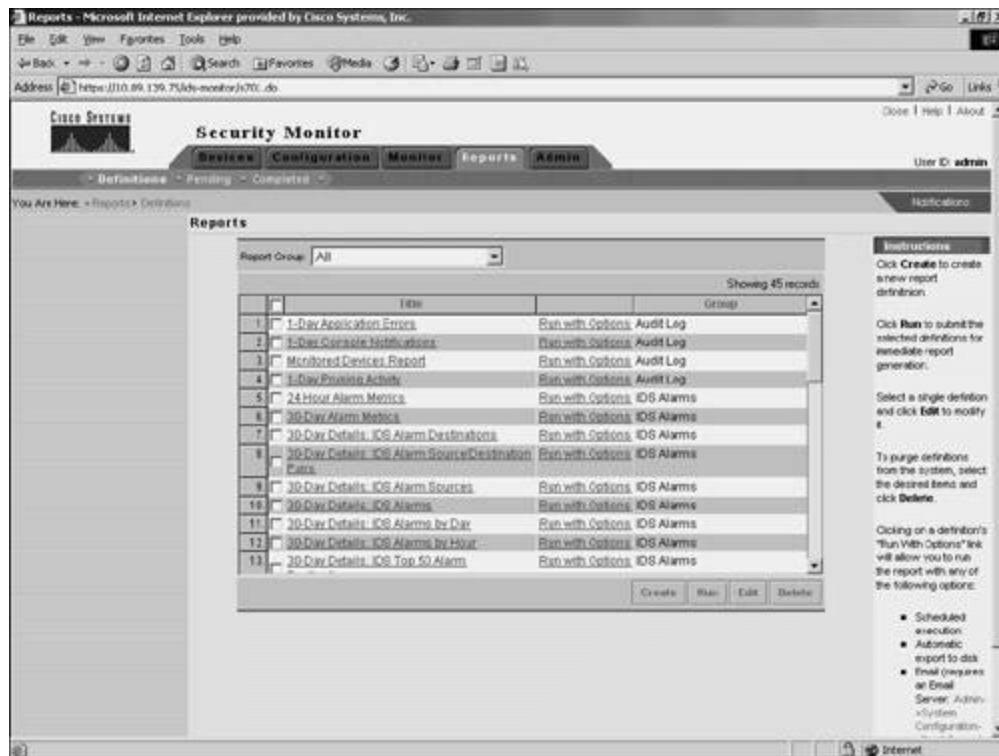 Reports - Microsoft Internet Explorer provided by Cisco Systems, Inc.
File Edit View Favorites Tools Help
Back Search Favorites Media
Address https://10.89.139.75/ids-monitor/ Go Links
Cisco Systems
Close | Help | About
Security Monitor
Devices Configuration Monitor Reports Admin
User ID: admin
Definitions Pending Completed
You Are Here: Reports Definitions
Notifications
Reports
Report Group: All
Showing 45 records
Title Group
1. 1-Day Application Errors Run with Options Audit Log
2. 1-Day Console Notifications Run with Options Audit Log
3. Monitored Devices Report Run with Options Audit Log
4. 1-Day Pruning Activity Run with Options Audit Log
5. 24 Hour Alarm Metrics Run with Options IDS Alarms
6. 30-Day Alarm Metrics Run with Options IDS Alarms
7. 30-Day Details: IDS Alarm Destinations Run with Options IDS Alarms
8. 30-Day Details: IDS Alarm Source/Destination Pairs Run with Options IDS Alarms
9. 30-Day Details: IDS Alarm Sources Run with Options IDS Alarms
10. 30-Day Details: IDS Alarms Run with Options IDS Alarms
11. 30-Day Details: IDS Alarms by Day Run with Options IDS Alarms
12. 30-Day Details: IDS Alarms by Hour Run with Options IDS Alarms
13. 30-Day Details: IDS Top 50 Alarm Run with Options IDS Alarms
Create Run Edit Delete
Instructions
Click Create to create
a new report
definition.
Click Run to submit the
selected definitions for
immediate report
generation.
Select a single definition
and click Edit to modify
it.
To purge definitions
from the system, select
the desired items and
click Delete.
Clicking on a definition's
"Run With Options" link
will allow you to run
the report with any of
the following options:
Scheduled
execution
Automatic
export to disk
Email (requires
an Email
Server: Admin-
>System
Configuration-
Internet